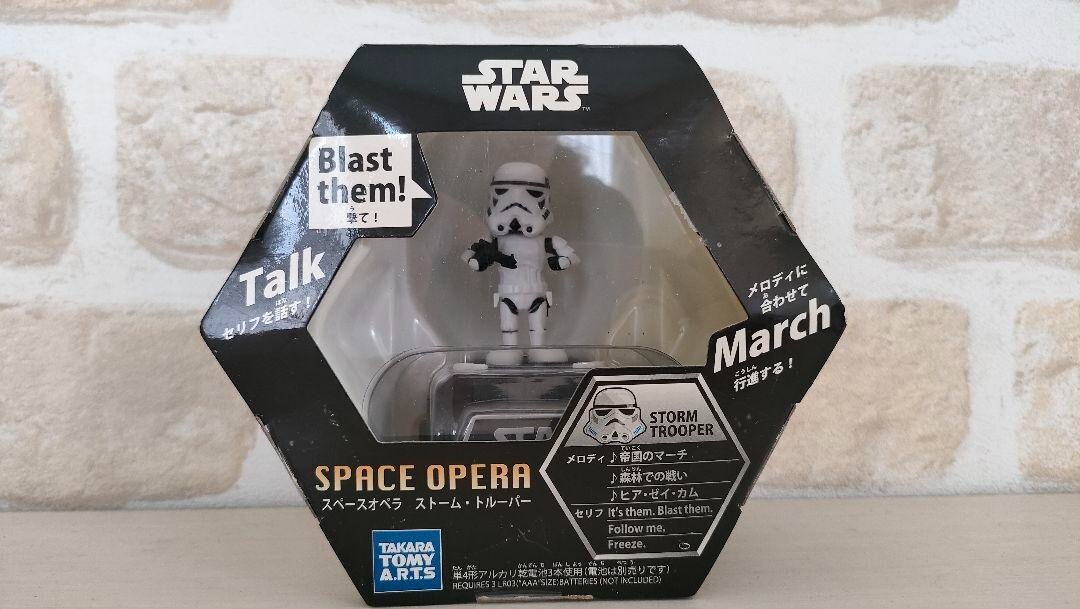 STAR
WARS
TM
Blast
them!
撃て!
Talk
セリフを話す!
メロディに
合わせて
March
行進する!
STORM
TROOPER
メロディ ♪帝国のマーチ
♪森林での戦い
♪ヒア・ゼイ・カム
セリフ It's them. Blast them.
Follow me.
Freeze.
SPACE OPERA
スペースオペラ ストーム・トルーパー
TAKARA
TOMY
A.R.T.S
単4形アルカリ乾電池3本使用(電池は別売りです)
REQUIRES 3 LR03("AAA"SIZE)BATTERIES (NOT INCLUDED)